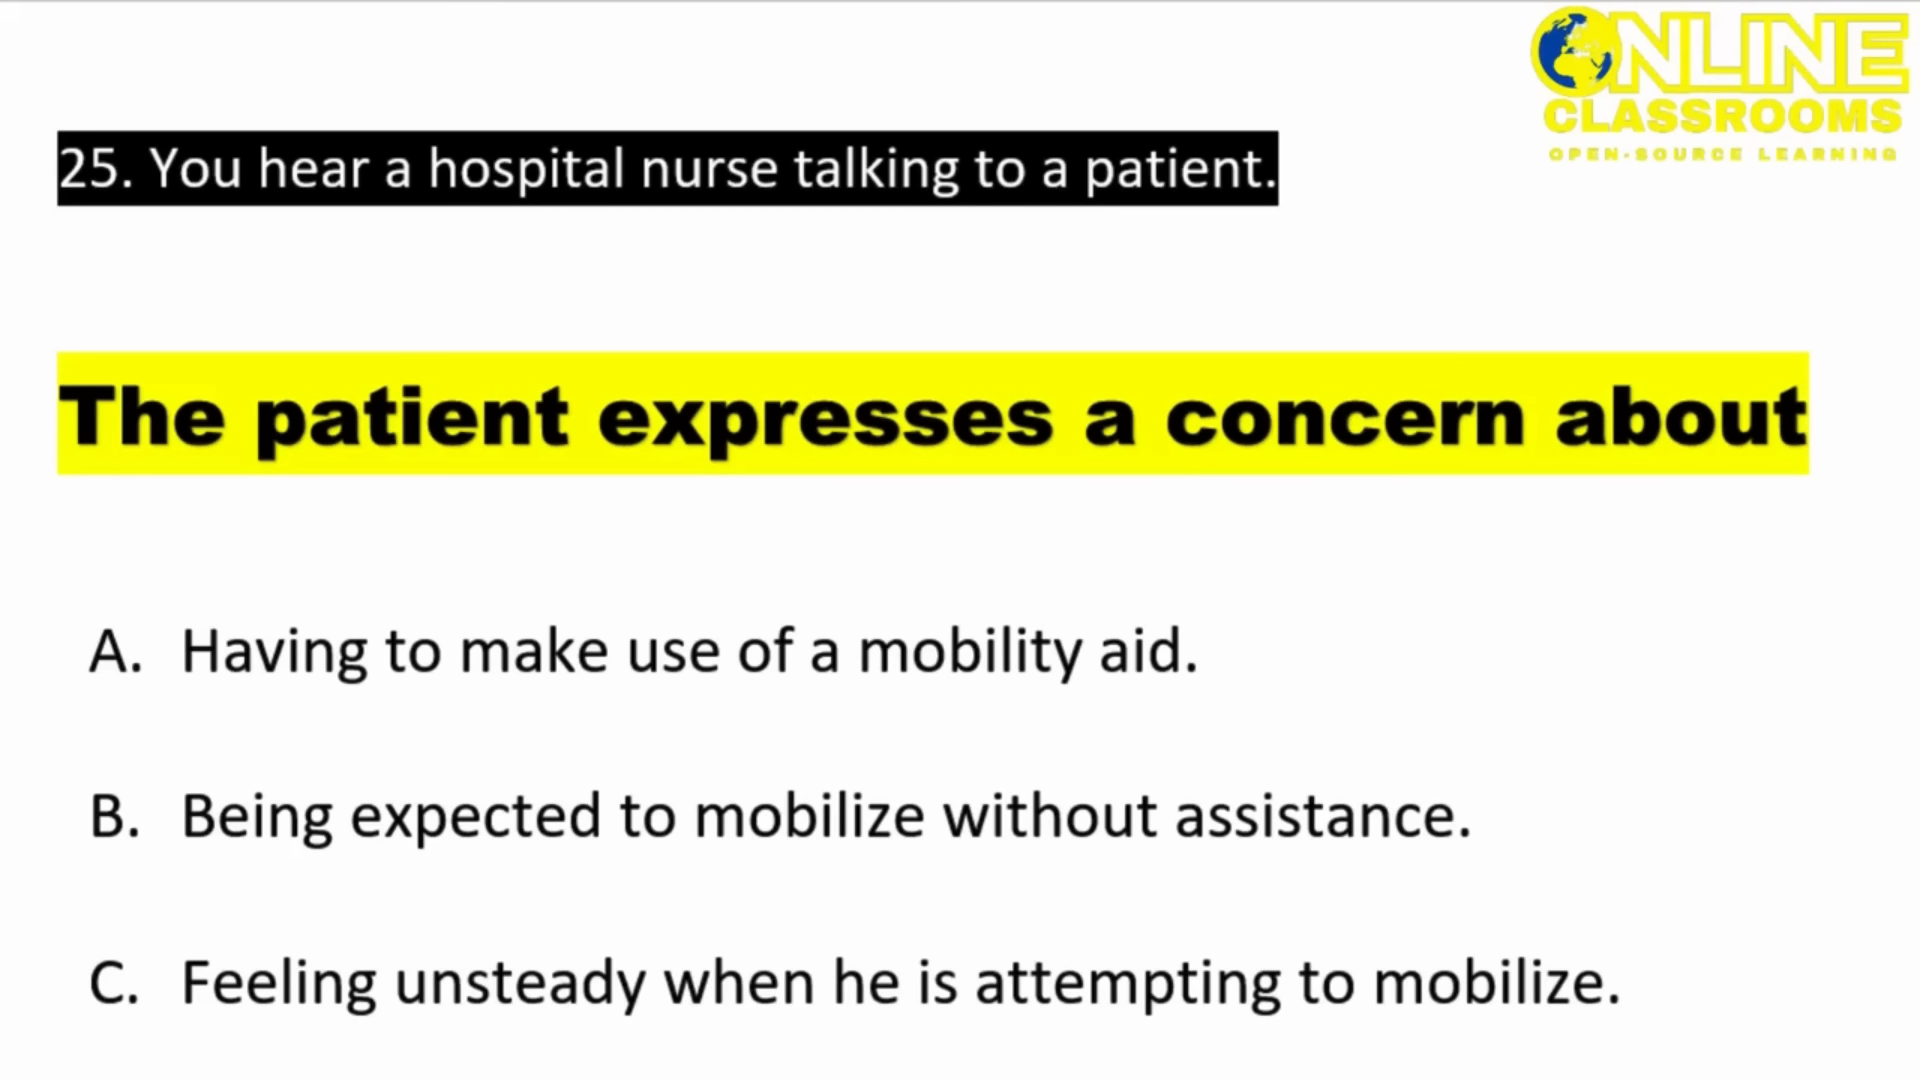 ONLINE
CLASSROOMS
OPEN-SOURCE LEARNING
25. You hear a hospital nurse talking to a patient.
The patient expresses a concern about
A. Having to make use of a mobility aid.
B. Being expected to mobilize without assistance.
C. Feeling unsteady when he is attempting to mobilize.